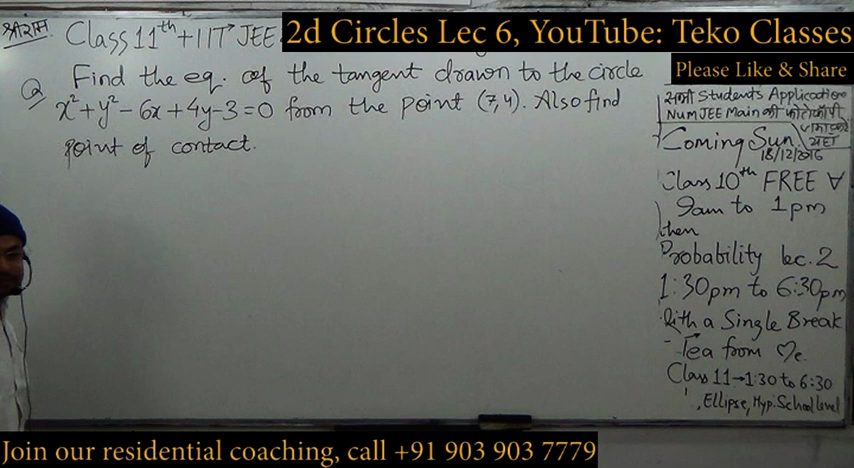 श्रीराम Class 11th + IIT JEE
2d Circles Lec 6, YouTube: Teko Classes
Please Like & Share
Q Find the eq. of the tangent drawn to the circle
x²+y²-6x+4y-3=0 from the point (7,4). Also find
point of contact.
सभी Students Application
Num JEE Main की फोटोकॉपी
यहाँ
Coming Sun.
18/12/2016
Class 10th FREE ∀
9am to 1pm
then
Probability lec. 2
1:30pm to 6:30pm
With a Single Break
- Tea from Me.
Class 11→1:30 to 6:30
, Ellipse, Hyp. School level
Join our residential coaching, call +91 903 903 7779